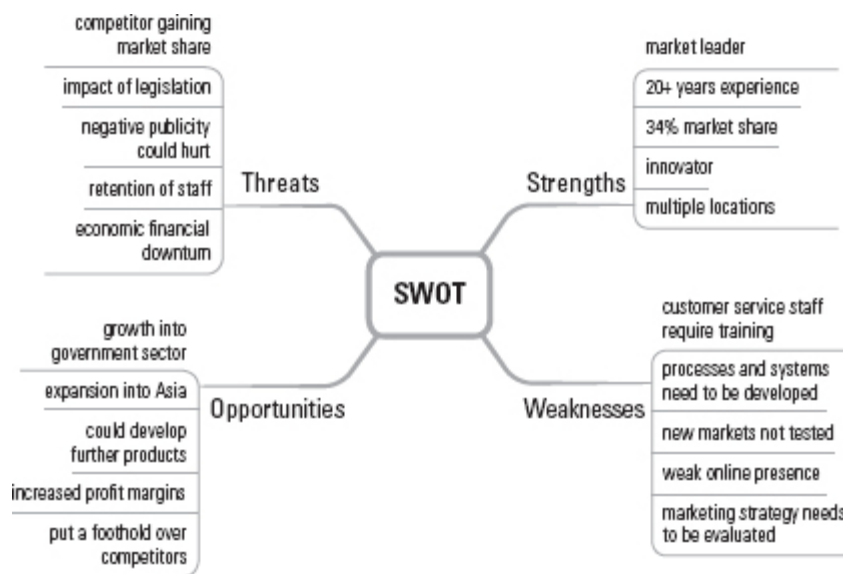 competitor gaining
market share
impact of legislation
negative publicity
could hurt
retention of staff
economic financial
downturn
Threats
market leader
20+ years experience
34% market share
innovator
multiple locations
Strengths
SWOT
growth into
government sector
expansion into Asia
could develop
further products
increased profit margins
put a foothold over
competitors
Opportunities
customer service staff
require training
processes and systems
need to be developed
new markets not tested
weak online presence
marketing strategy needs
to be evaluated
Weaknesses